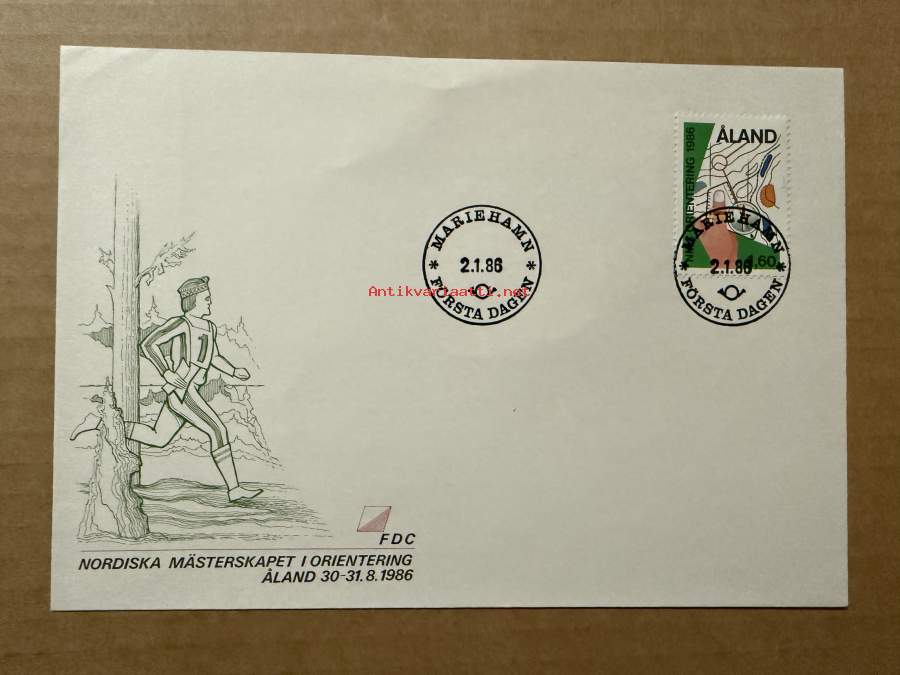 ÅLAND
ORIENTERING 1986
1.60
MARIEHAMN
2.1.86
FÖRSTA DAGEN
MARIEHAMN
2.1.86
FÖRSTA DAGEN
Antikvariaatti.net
1
FDC
NORDISKA MÄSTERSKAPET I ORIENTERING
ÅLAND 30-31.8.1986